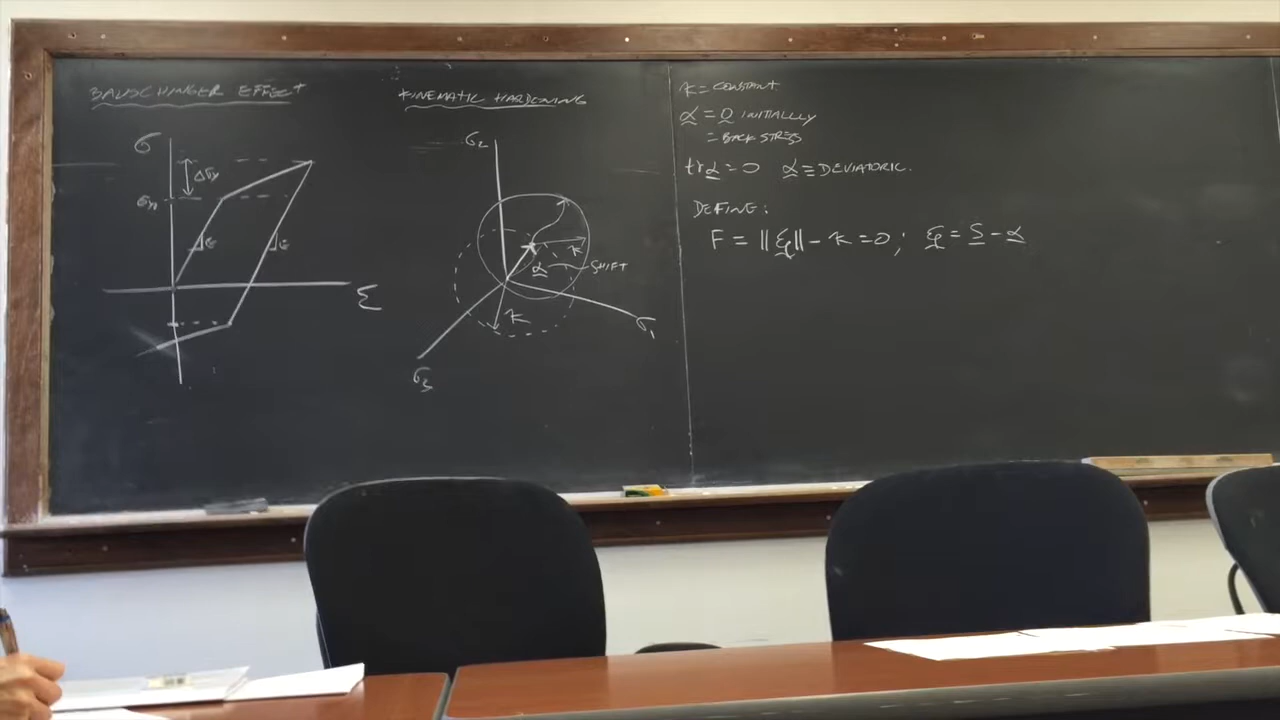 BAUSCHINGER EFFECT
σ
Δσy
σy₁
E
E
ε
KINEMATIC HARDENING
σ₂
κ
α
SHIFT
κ
σ₁
σ₃
κ = CONSTANT
α = 0 INITIALLY
= BACK STRESS
tr α = 0 α ≡ DEVIATORIC.
DEFINE:
F = ||ξ|| - κ = 0; ξ = S - α